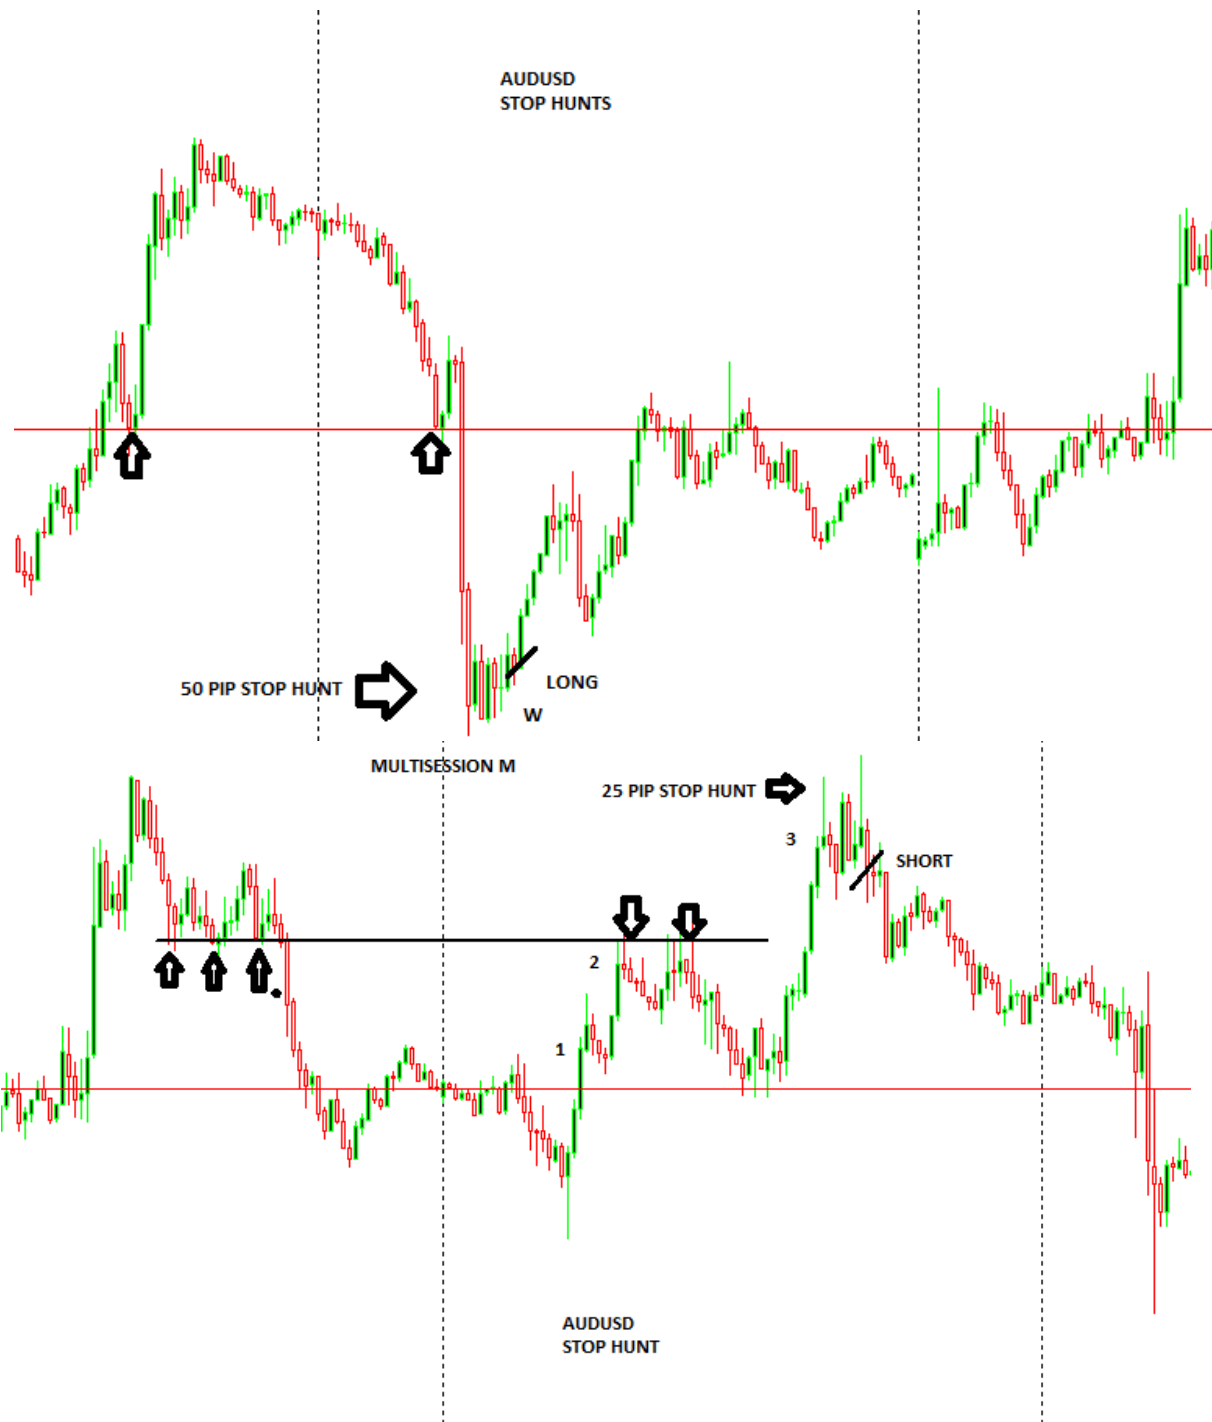 AUDUSD
STOP HUNTS
50 PIP STOP HUNT
LONG
W
MULTISESSION M
25 PIP STOP HUNT
3
SHORT
2
1
AUDUSD
STOP HUNT